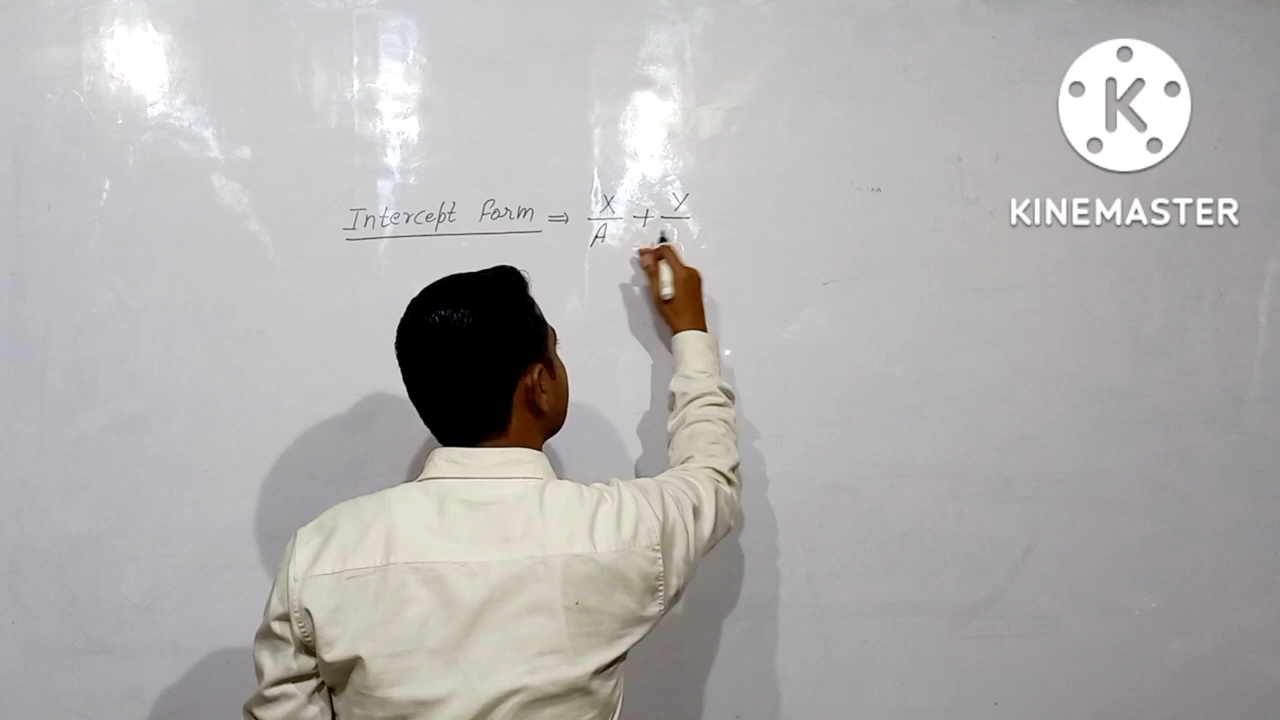 Intercept form ⇒ X/A + Y/
K
KINEMASTER